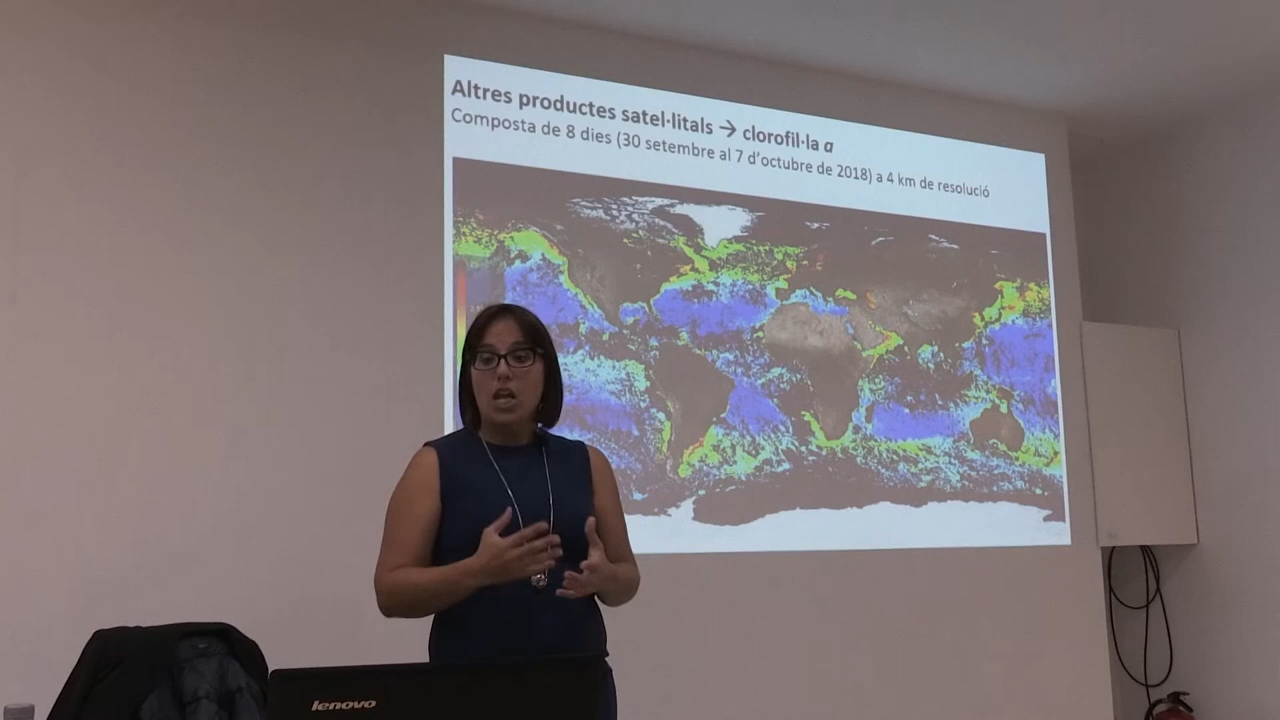 Altres productes satel·litals → clorofil·la a
Composta de 8 dies (30 setembre al 7 d'octubre de 2018) a 4 km de resolució
lenovo